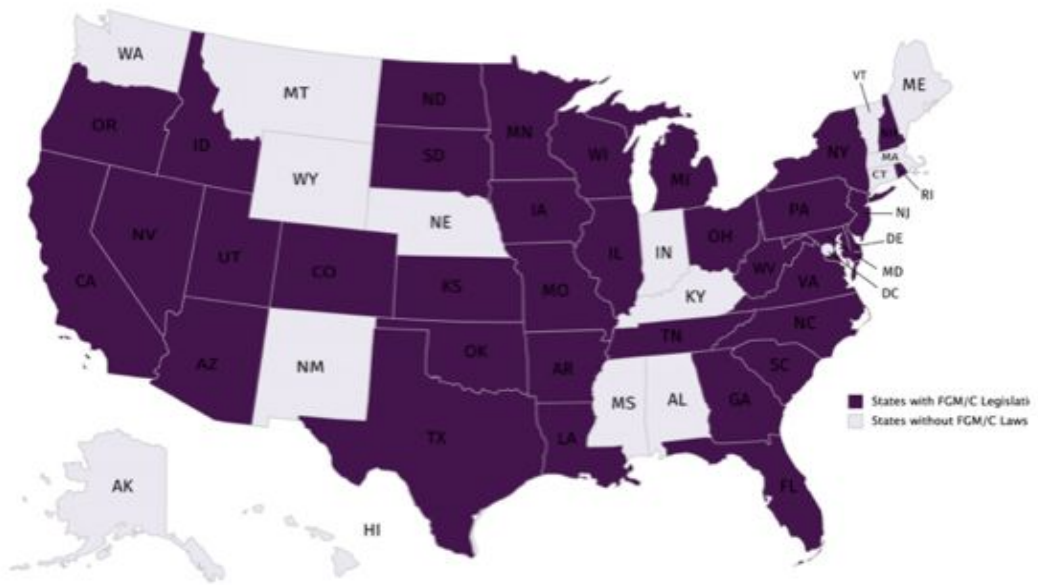 WA
MT
ND
MN
OR
ID
WY
SD
WI
MI
VT
ME
NH
MA
CT
RI
NY
NE
IA
PA
NJ
NV
UT
CO
IL
IN
OH
DE
MD
DC
CA
KS
MO
WV
VA
KY
AZ
NM
OK
AR
TN
NC
SC
MS
AL
GA
TX
LA
FL
AK
HI
States with FGM/C Legislati
States without FGM/C Laws